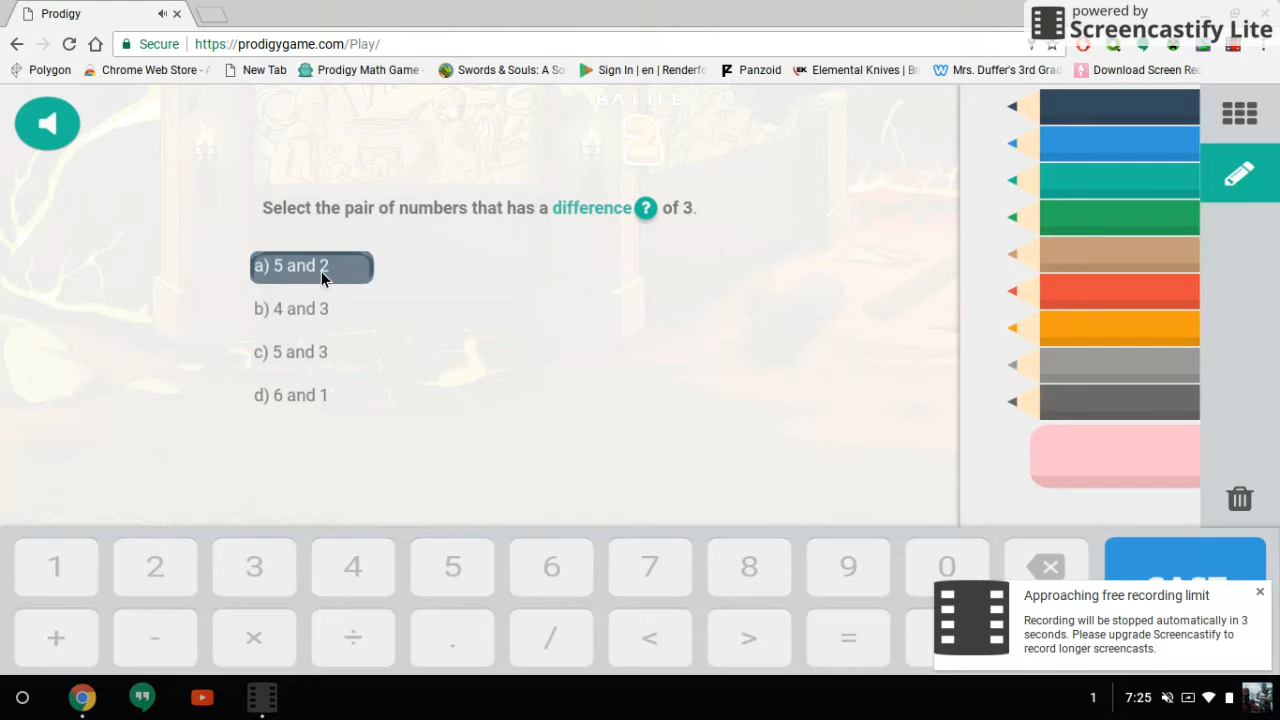 Prodigy
powered by
Screencastify Lite
Secure
https://prodigygame.com/Play/
Polygon
Chrome Web Store -
New Tab
Prodigy Math Game -
Swords & Souls: A So
Sign In | en | Renderfo
Panzoid
Elemental Knives | Bn
Mrs. Duffer's 3rd Grad
Download Screen Rec
BATTLE
2
Select the pair of numbers that has a difference ? of 3.
a) 5 and 2
b) 4 and 3
c) 5 and 3
d) 6 and 1
1 2 3 4 5 6 7 8 9 0
+ - × ÷ . / < > =
Approaching free recording limit
Recording will be stopped automatically in 3
seconds. Please upgrade Screencastify to
record longer screencasts.
1
7:25